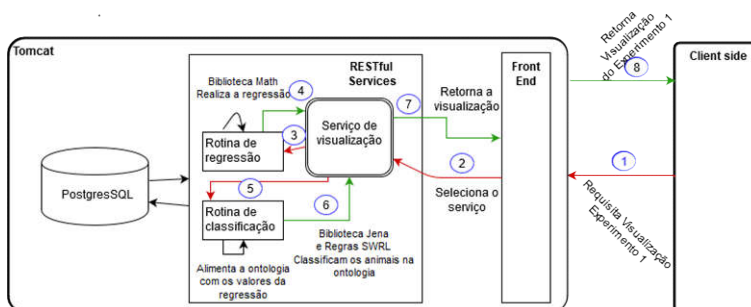 Tomcat
RESTful
Services
Biblioteca Math
Realiza a regressão
4
7
Retorna a
visualização
Front
End
Retorna
Visualização
do Experimento 1
8
Client side
Rotina de
regressão
3
Serviço de
visualização
2
1
PostgresSQL
5
Seleciona o
serviço
Requisita Visualização
Experimento 1
Rotina de
classificação
6
Biblioteca Jena
e Regras SWRL
Classificam os animais na
ontologia
Alimenta a ontologia
com os valores da
regressão